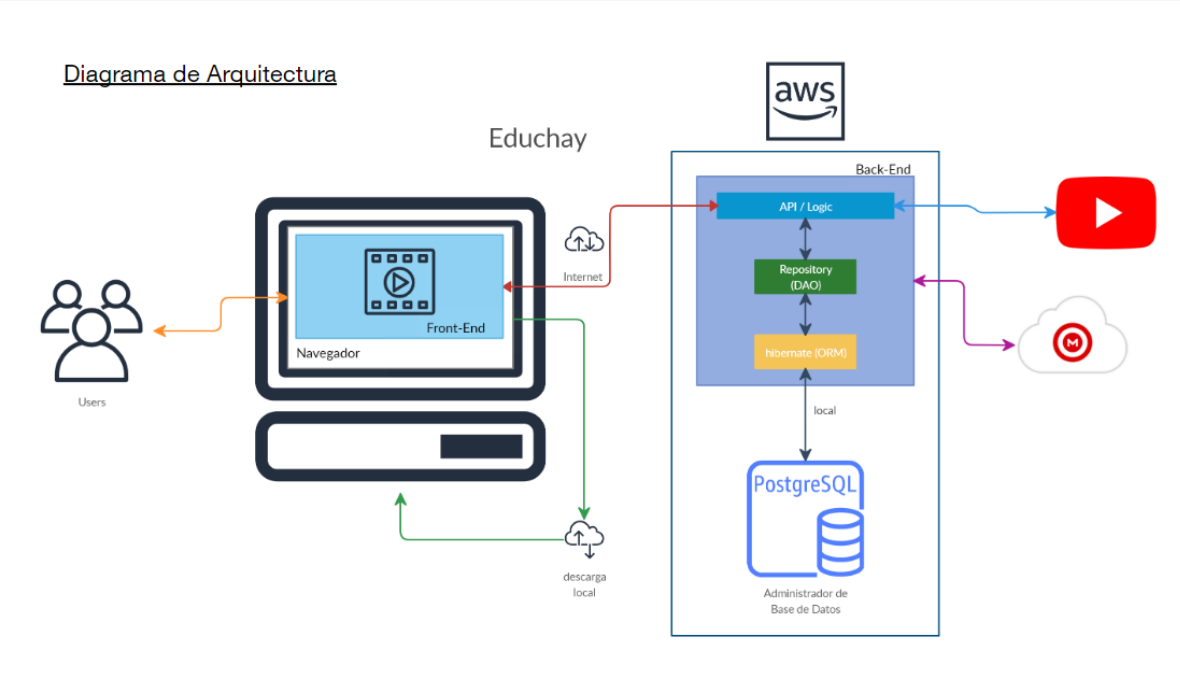 Diagrama de Arquitectura
Educhay
aws
Back-End
API / Logic
Internet
Repository
(DAO)
Front-End
hibernate (ORM)
Navegador
M
Users
local
PostgreSQL
descarga
local
Administrador de
Base de Datos